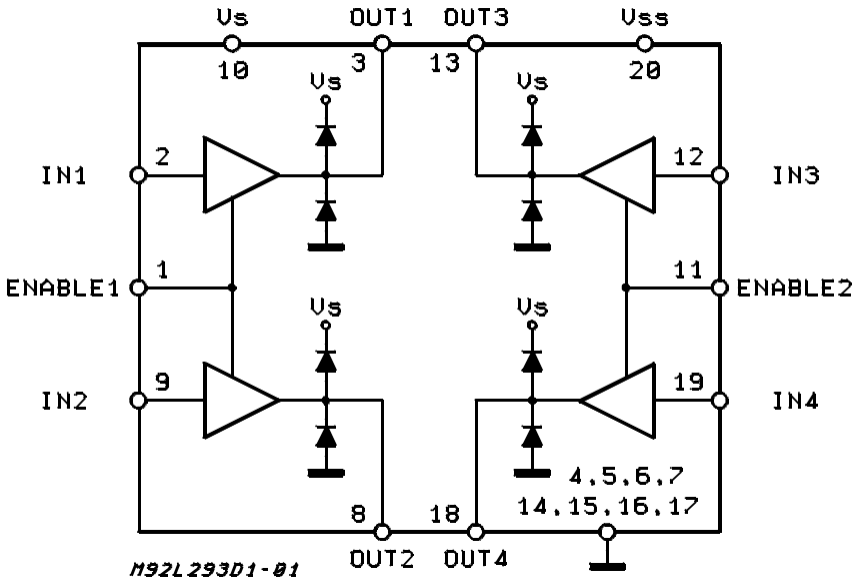 Vs OUT1 OUT3 Vss
10 3 13 20
Vs Vs
IN1 2 12 IN3
ENABLE1 1 11 ENABLE2
Vs Vs
IN2 9 19 IN4
4,5,6,7
8 18 14,15,16,17
OUT2 OUT4
M92L293D1-01